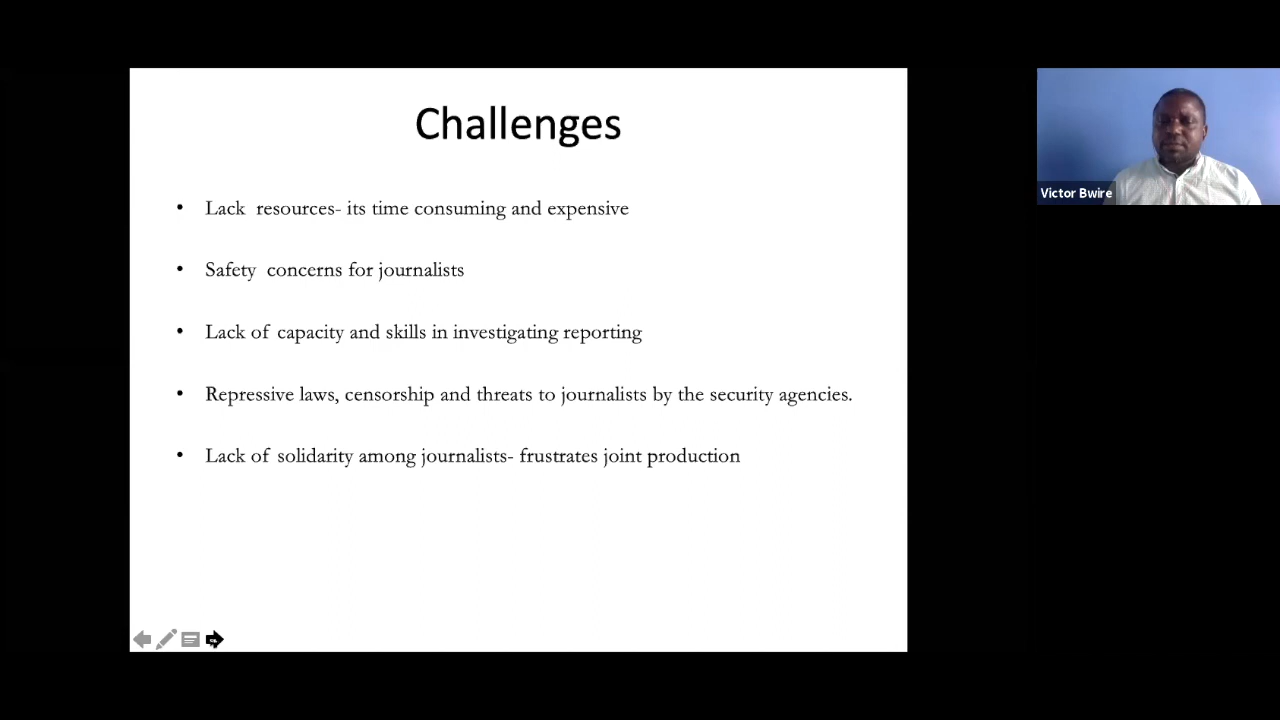 Challenges
• Lack resources- its time consuming and expensive
• Safety concerns for journalists
• Lack of capacity and skills in investigating reporting
• Repressive laws, censorship and threats to journalists by the security agencies.
• Lack of solidarity among journalists- frustrates joint production
Victor Bwire